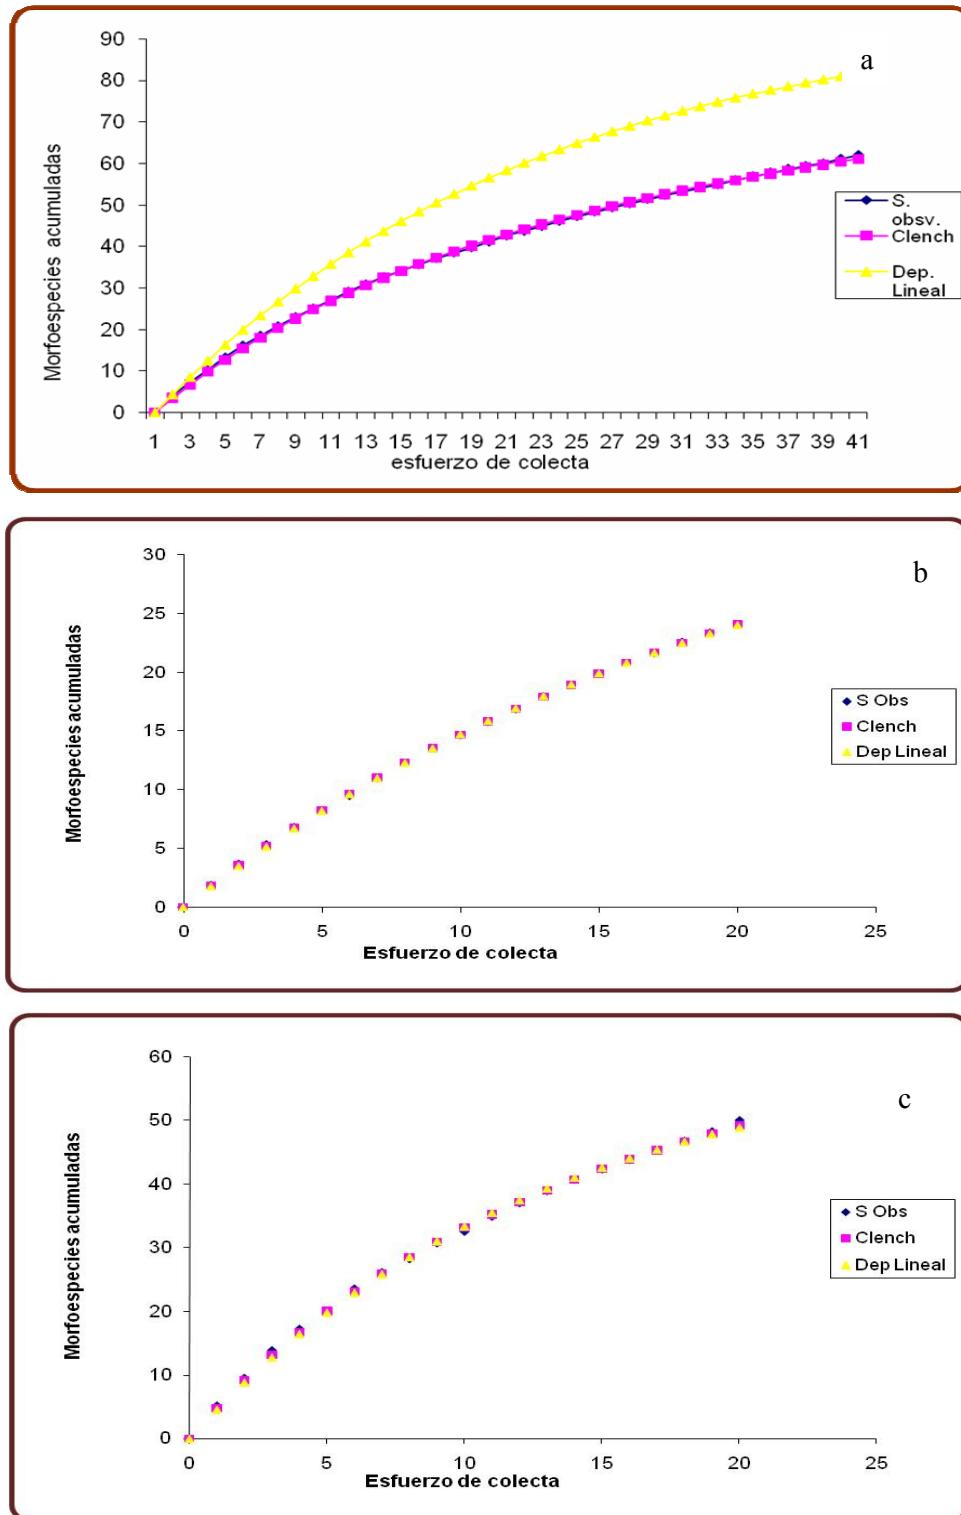 a
90
80
70
60
50
40
30
20
10
0
Morfoespecies acumuladas
1 3 5 7 9 11 13 15 17 19 21 23 25 27 29 31 33 35 37 39 41
esfuerzo de colecta
S.
obsv.
Clench
Dep.
Lineal
b
30
25
20
15
10
5
0
Morfoespecies acumuladas
0 5 10 15 20 25
Esfuerzo de colecta
S Obs
Clench
Dep Lineal
c
60
50
40
30
20
10
0
Morfoespecies acumuladas
0 5 10 15 20 25
Esfuerzo de colecta
S Obs
Clench
Dep Lineal